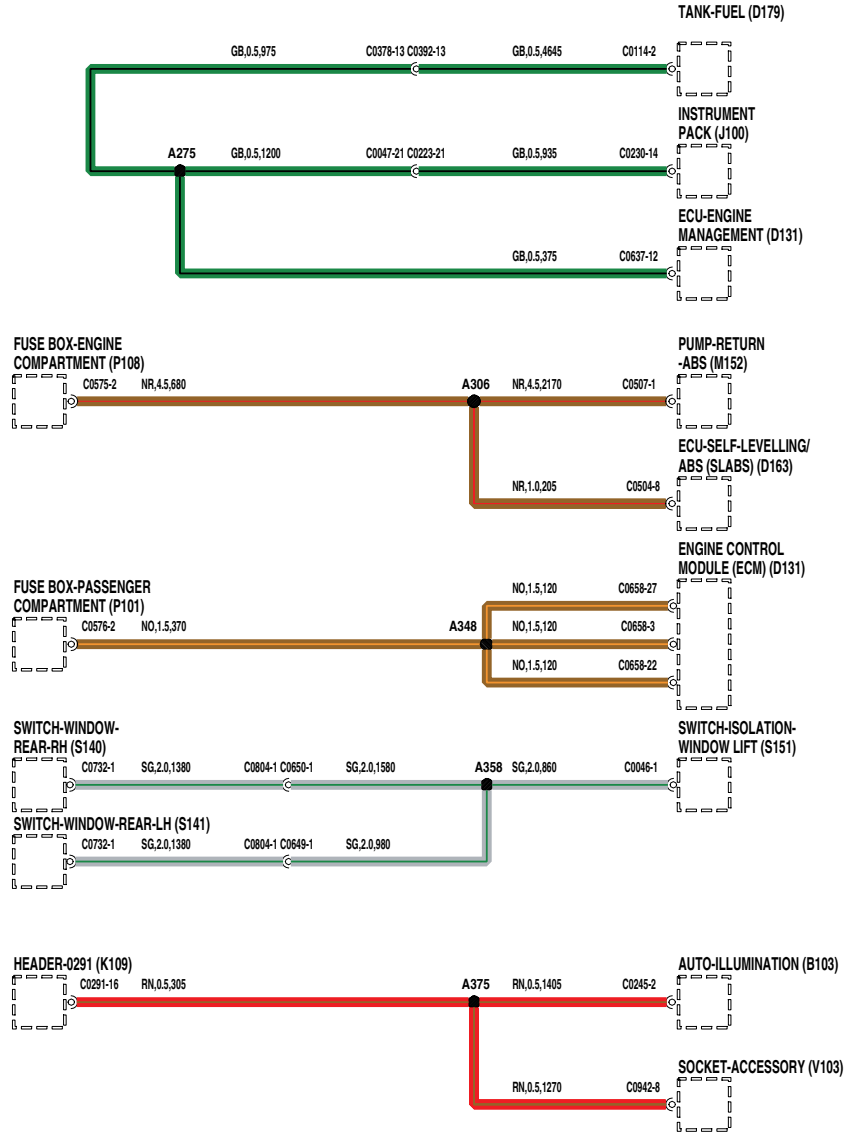 TANK-FUEL (D179)
GB,0.5,975 C0378-13 C0392-13 GB,0.5,4645 C0114-2
INSTRUMENT
PACK (J100)
A275 GB,0.5,1200 C0047-21 C0223-21 GB,0.5,935 C0230-14
ECU-ENGINE
MANAGEMENT (D131)
GB,0.5,375 C0637-12
FUSE BOX-ENGINE
COMPARTMENT (P108)
PUMP-RETURN
-ABS (M152)
C0575-2 NR,4.5,680 A306 NR,4.5,2170 C0507-1
ECU-SELF-LEVELLING/
ABS (SLABS) (D163)
NR,1.0,205 C0504-8
ENGINE CONTROL
MODULE (ECM) (D131)
FUSE BOX-PASSENGER
COMPARTMENT (P101)
NO,1.5,120 C0658-27
C0576-2 NO,1.5,370 A348 NO,1.5,120 C0658-3
NO,1.5,120 C0658-22
SWITCH-WINDOW-
REAR-RH (S140)
SWITCH-ISOLATION-
WINDOW LIFT (S151)
C0732-1 SG,2.0,1380 C0804-1 C0650-1 SG,2.0,1580 A358 SG,2.0,860 C0046-1
SWITCH-WINDOW-REAR-LH (S141)
C0732-1 SG,2.0,1380 C0804-1 C0649-1 SG,2.0,980
HEADER-0291 (K109)
AUTO-ILLUMINATION (B103)
C0291-16 RN,0.5,305 A375 RN,0.5,1405 C0245-2
SOCKET-ACCESSORY (V103)
RN,0.5,1270 C0942-8